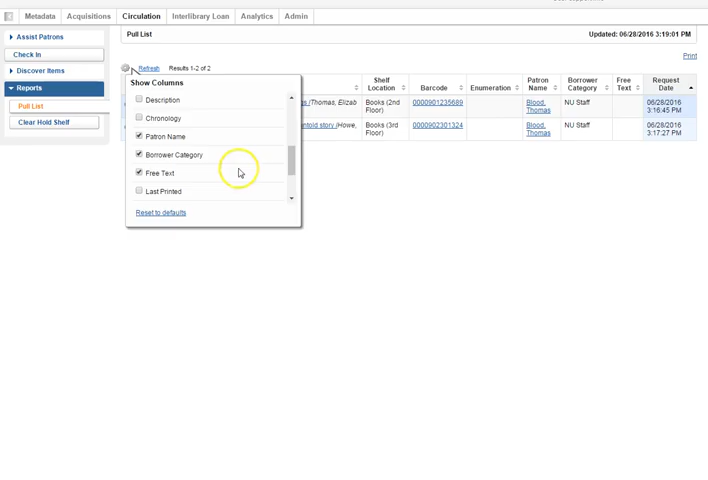 Metadata Acquisitions Circulation Interlibrary Loan Analytics Admin
Assist Patrons
Check In
Discover Items
Reports
Pull List
Clear Hold Shelf
Pull List Updated: 06/28/2016 3:19:01 PM
Print
Refresh Results 1-2 of 2
Show Columns
Description
Chronology
Patron Name
Borrower Category
Free Text
Last Printed
Reset to defaults
Shelf Location Barcode Enumeration Patron Name Borrower Category Free Text Request Date
/Thomas, Elizab Books (2nd Floor) 0000901235689 Blood, Thomas NU Staff 06/28/2016 3:16:45 PM
ntold story /Howe, Books (3rd Floor) 0000902301324 Blood, Thomas NU Staff 06/28/2016 3:17:27 PM